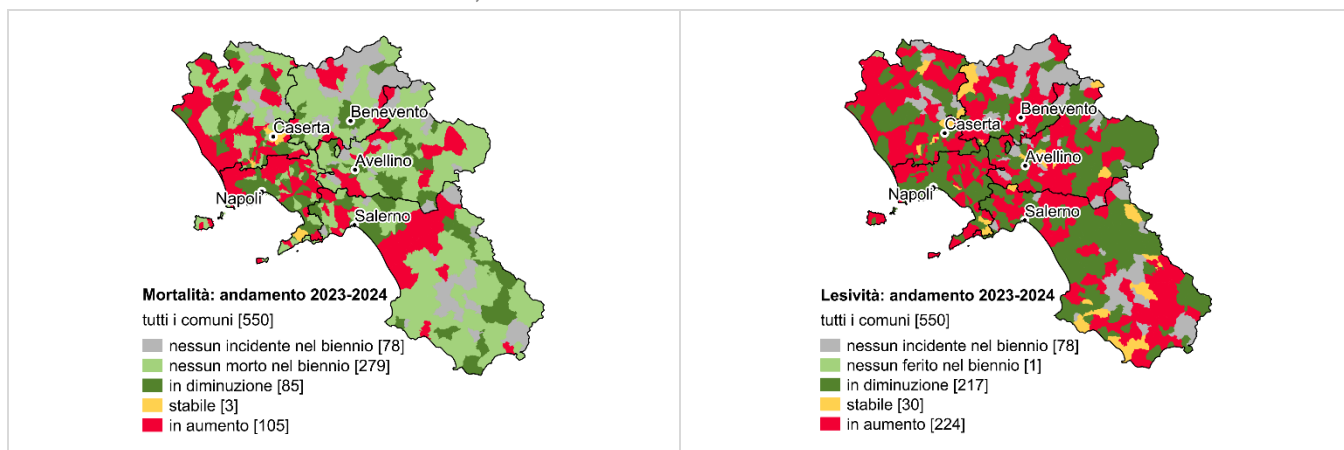 Benevento
Caserta
Avellino
Napoli
Salerno
Mortalità: andamento 2023-2024
tutti i comuni [550]
nessun incidente nel biennio [78]
nessun morto nel biennio [279]
in diminuzione [85]
stabile [3]
in aumento [105]
Benevento
Caserta
Avellino
Napoli
Salerno
Lesività: andamento 2023-2024
tutti i comuni [550]
nessun incidente nel biennio [78]
nessun ferito nel biennio [1]
in diminuzione [217]
stabile [30]
in aumento [224]